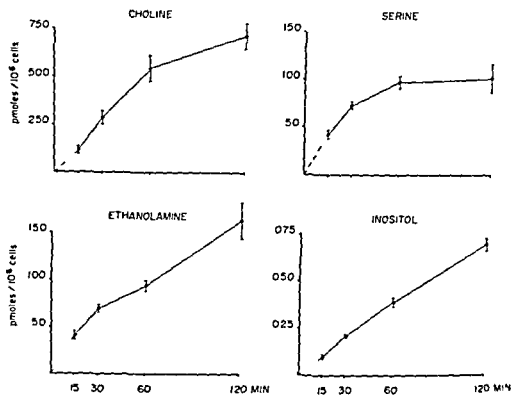 CHOLINE
750
500
250
pmoles / 10⁶ cells
SERINE
150
100
50
ETHANOLAMINE
150
100
50
pmoles / 10⁶ cells
15 30 60 120 MIN
INOSITOL
075
050
025
15 30 60 120 MIN